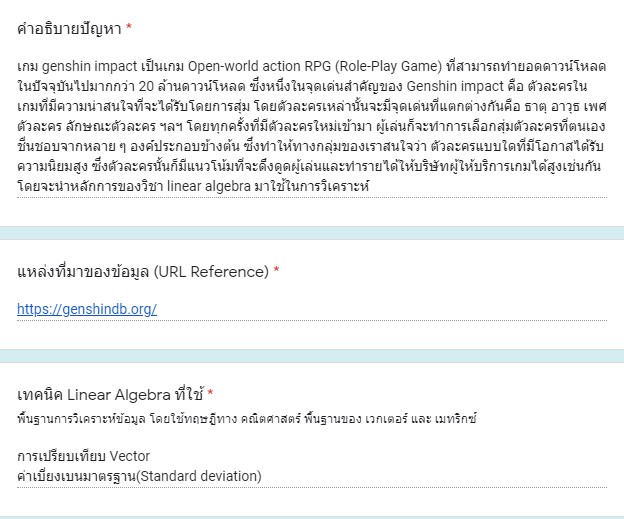 คำอธิบายปัญหา *
เกม genshin impact เป็นเกม Open-world action RPG (Role-Play Game) ที่สามารถทำยอดดาวน์โหลด
ในปัจจุบันไปมากกว่า 20 ล้านดาวน์โหลด ซึ่งหนึ่งในจุดเด่นสำคัญของ Genshin impact คือ ตัวละครใน
เกมที่มีความน่าสนใจที่จะได้รับโดยการสุ่ม โดยตัวละครเหล่านั้นจะมีจุดเด่นที่แตกต่างกันคือ ธาตุ อาวุธ เพศ
ตัวละคร ลักษณะตัวละคร ฯลฯ โดยทุกครั้งที่มีตัวละครใหม่เข้ามา ผู้เล่นก็จะทำการเลือกสุ่มตัวละครที่ตนเอง
ชื่นชอบจากหลาย ๆ องค์ประกอบข้างต้น ซึ่งทำให้ทางกลุ่มของเราสนใจว่า ตัวละครแบบใดที่มีโอกาสได้รับ
ความนิยมสูง ซึ่งตัวละครนั้นก็มีแนวโน้มที่จะดึงดูดผู้เล่นและทำรายได้ให้บริษัทผู้ให้บริการเกมได้สูงเช่นกัน
โดยจะนำหลักการของวิชา linear algebra มาใช้ในการวิเคราะห์
แหล่งที่มาของข้อมูล (URL Reference) *
https://genshindb.org/
เทคนิค Linear Algebra ที่ใช้ *
พื้นฐานการวิเคราะห์ข้อมูล โดยใช้ทฤษฎีทาง คณิตศาสตร์ พื้นฐานของ เวกเตอร์ และ เมทริกซ์
การเปรียบเทียบ Vector
ค่าเบี่ยงเบนมาตรฐาน(Standard deviation)